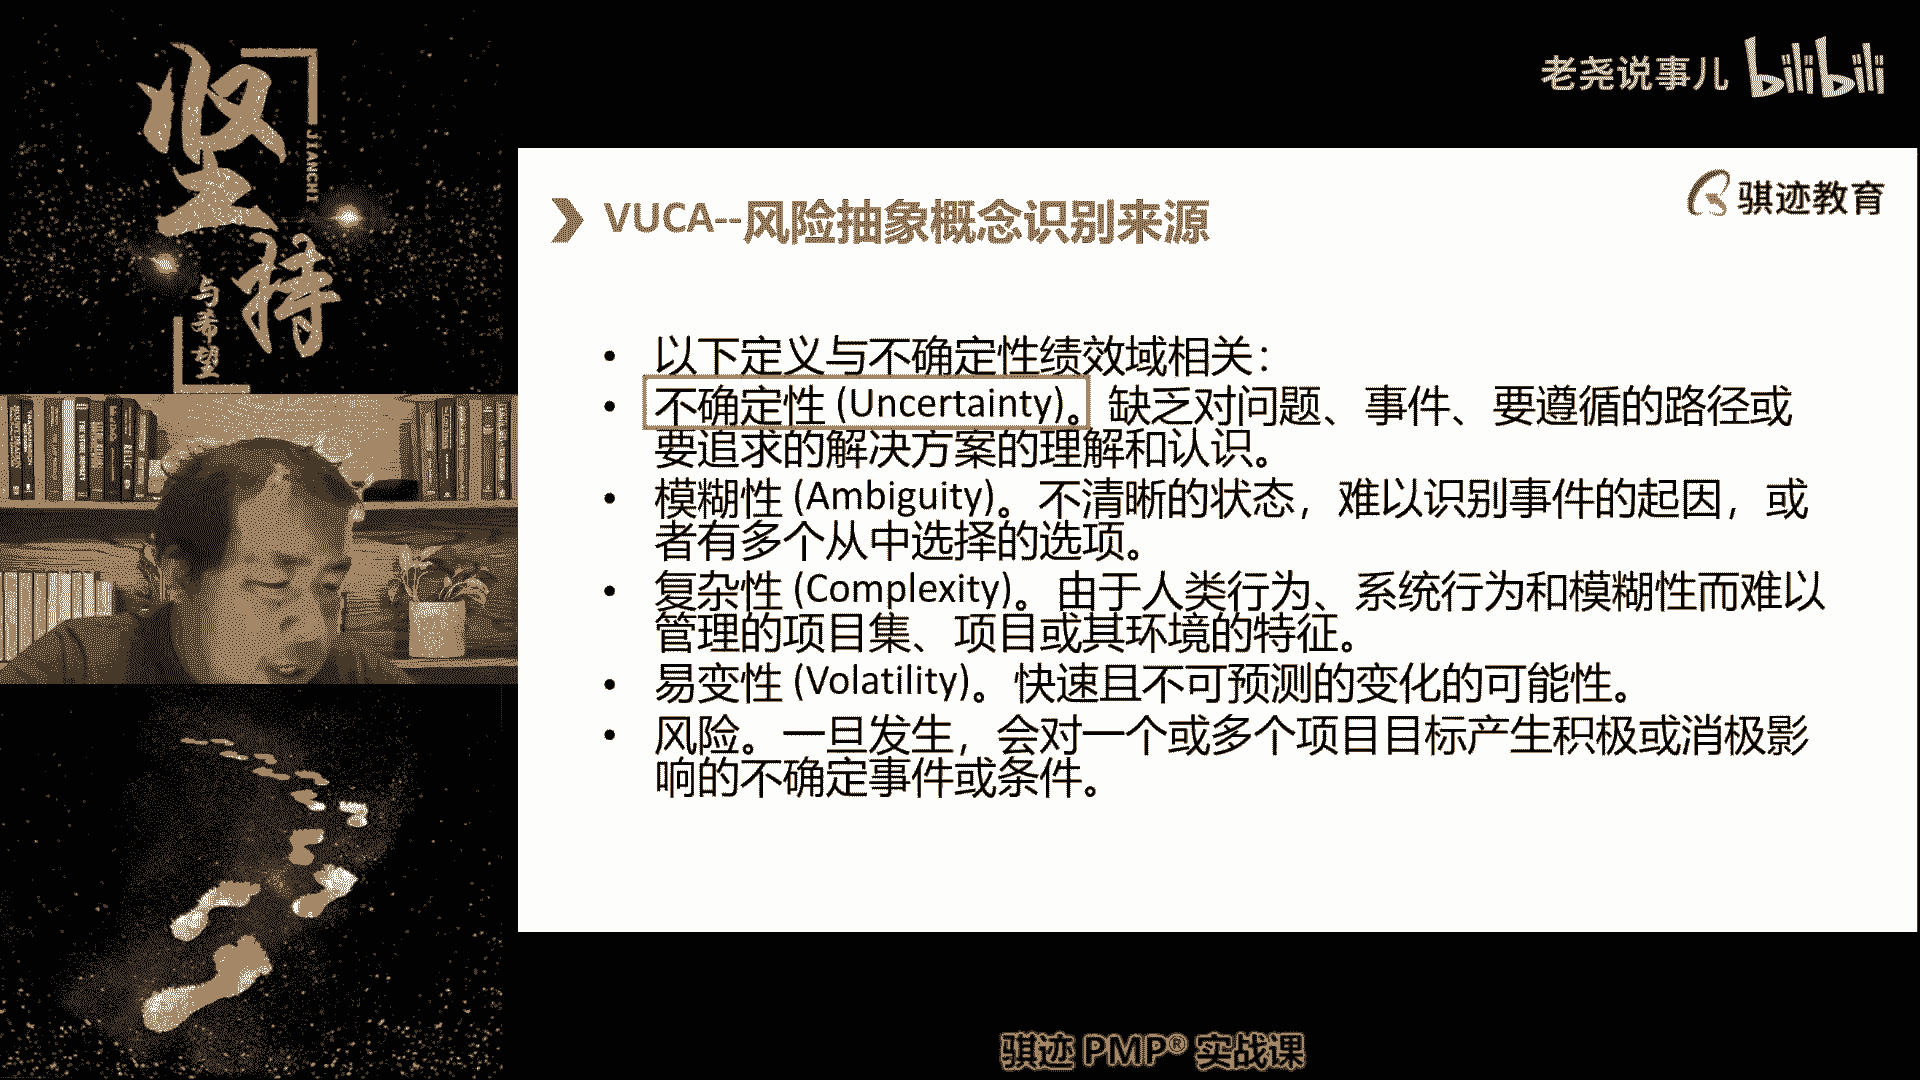 坚持
JIANCHI
与希望
老尧说事儿 bilibili
骐迹教育
VUCA--风险抽象概念识别来源
• 以下定义与不确定性绩效域相关：
• 不确定性 (Uncertainty)。缺乏对问题、事件、要遵循的路径或
要追求的解决方案的理解和认识。
• 模糊性 (Ambiguity)。不清晰的状态，难以识别事件的起因，或
者有多个从中选择的选项。
• 复杂性 (Complexity)。由于人类行为、系统行为和模糊性而难以
管理的项目集、项目或其环境的特征。
• 易变性 (Volatility)。快速且不可预测的变化的可能性。
• 风险。一旦发生，会对一个或多个项目目标产生积极或消极影
响的不确定事件或条件。
骐迹 PMP® 实战课